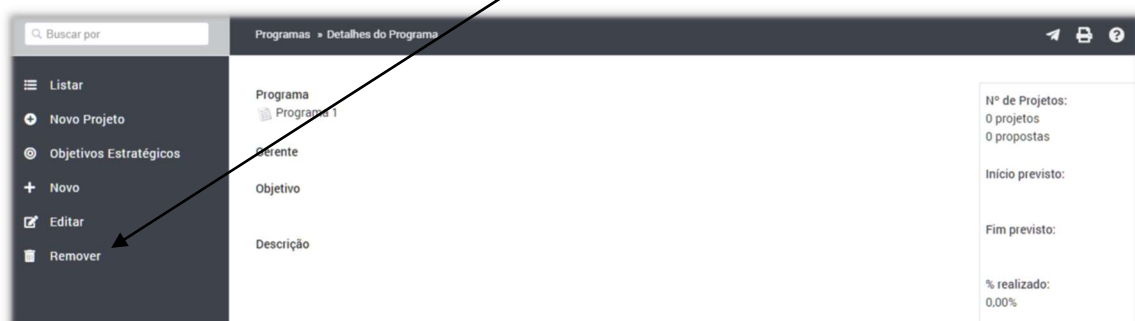 Buscar por
Programas » Detalhes do Programa
Listar
Novo Projeto
Objetivos Estratégicos
Novo
Editar
Remover
Programa
Programa 1
Gerente
Objetivo
Descrição
Nº de Projetos:
0 projetos
0 propostas
Início previsto:
Fim previsto:
% realizado:
0,00%